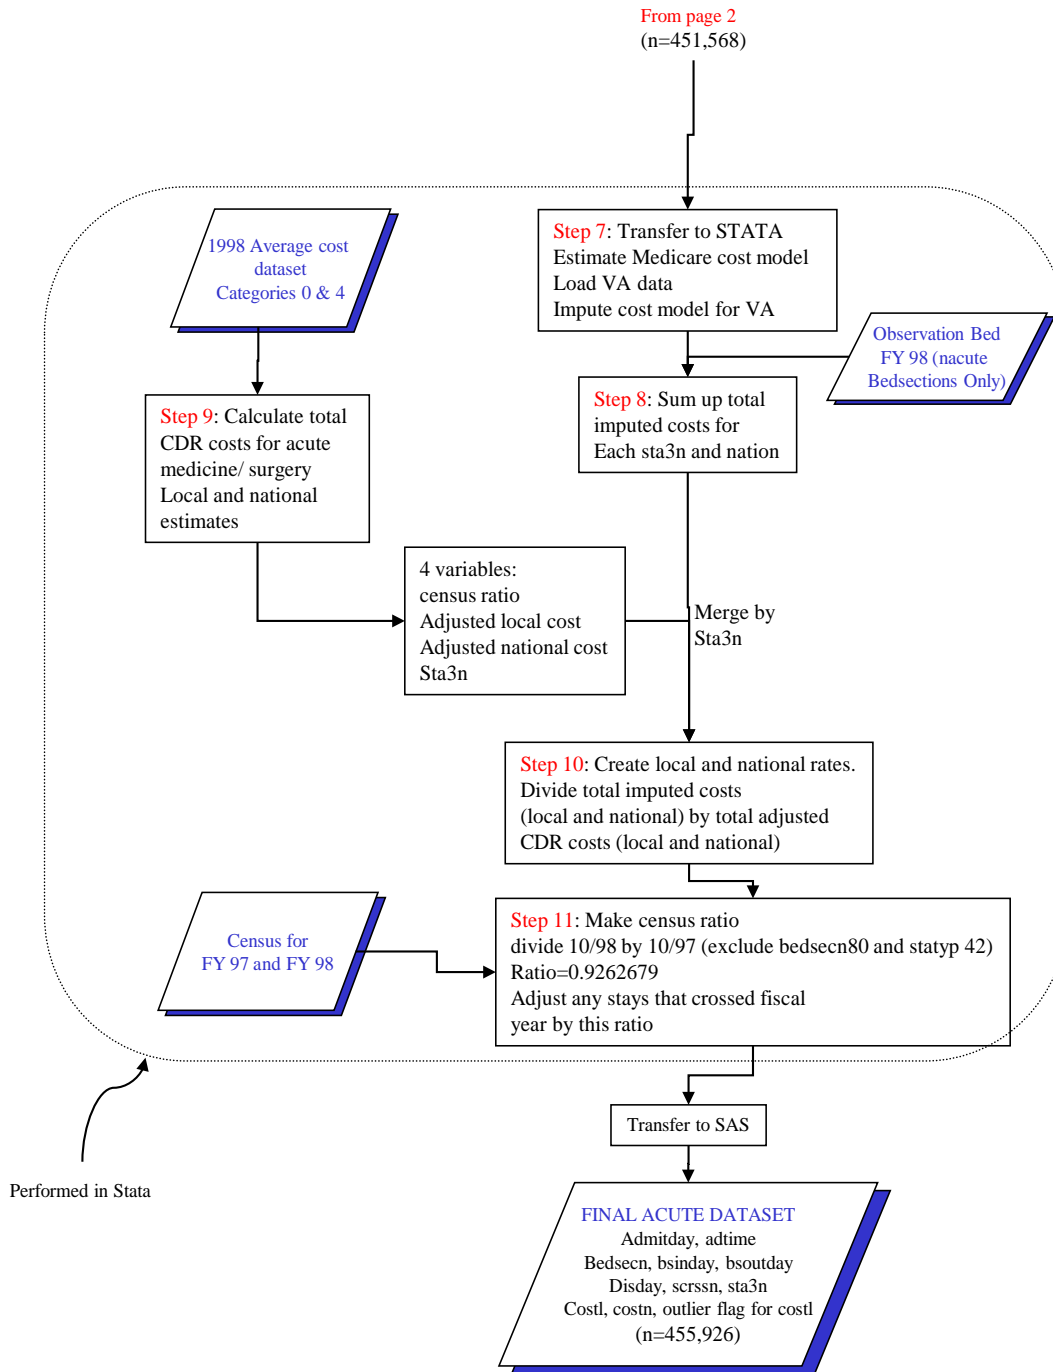 From page 2
(n=451,568)
1998 Average cost
dataset
Categories 0 & 4
Step 7: Transfer to STATA
Estimate Medicare cost model
Load VA data
Impute cost model for VA
Observation Bed
FY 98 (nacute
Bedsections Only)
Step 9: Calculate total
CDR costs for acute
medicine/ surgery
Local and national
estimates
Step 8: Sum up total
imputed costs for
Each sta3n and nation
4 variables:
census ratio
Adjusted local cost
Adjusted national cost
Sta3n
Merge by
Sta3n
Step 10: Create local and national rates.
Divide total imputed costs
(local and national) by total adjusted
CDR costs (local and national)
Census for
FY 97 and FY 98
Step 11: Make census ratio
divide 10/98 by 10/97 (exclude bedsecn80 and statyp 42)
Ratio=0.9262679
Adjust any stays that crossed fiscal
year by this ratio
Transfer to SAS
Performed in Stata
FINAL ACUTE DATASET
Admitday, adtime
Bedsecn, bsinday, bsoutday
Disday, scrssn, sta3n
Costl, costn, outlier flag for costl
(n=455,926)